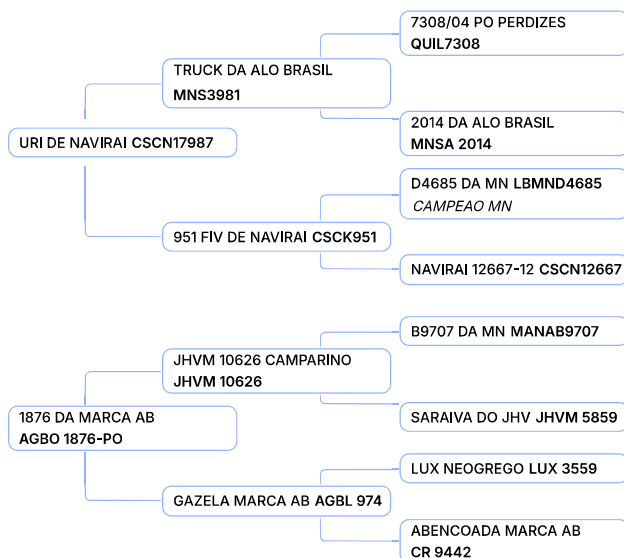 7308/04 PO PERDIZES
QUIL7308
TRUCK DA ALO BRASIL
MNS3981
2014 DA ALO BRASIL
MNSA 2014
URI DE NAVIRAI CSCN17987
D4685 DA MN LBMND4685
CAMPEAO MN
951 FIV DE NAVIRAI CSCK951
NAVIRAI 12667-12 CSCN12667
B9707 DA MN MANAB9707
JHVM 10626 CAMPARINO
JHVM 10626
SARAIVA DO JHV JHVM 5859
1876 DA MARCA AB
AGBO 1876-PO
LUX NEOGREGO LUX 3559
GAZELA MARCA AB AGBL 974
ABENCOADA MARCA AB
CR 9442